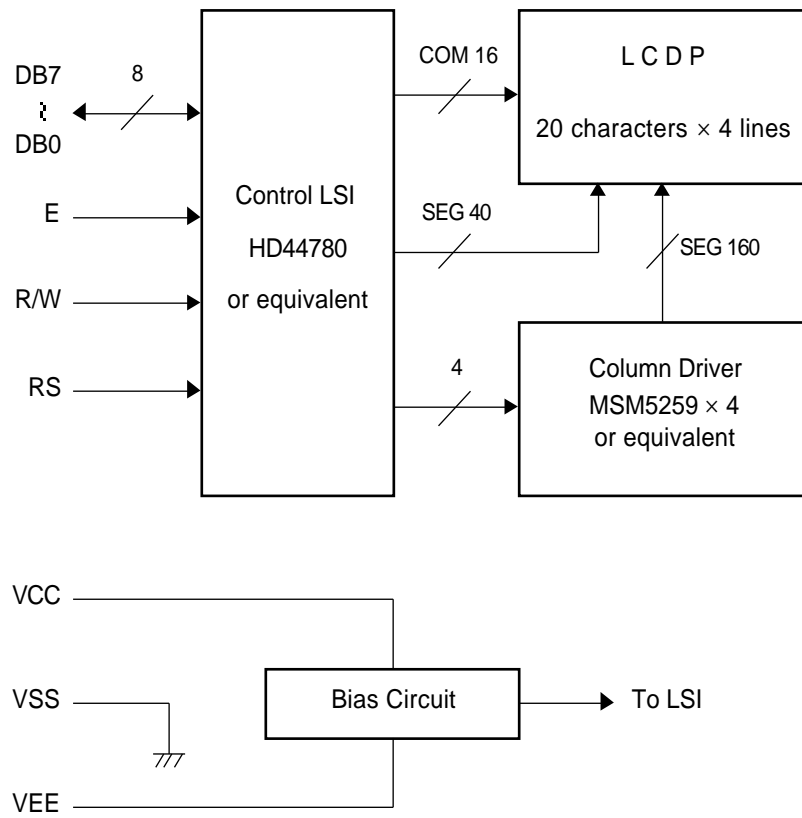 DB7
~
DB0
8
E
R/W
RS
Control LSI
HD44780
or equivalent
COM 16
SEG 40
4
L C D P
20 characters × 4 lines
SEG 160
Column Driver
MSM5259 × 4
or equivalent
VCC
VSS
VEE
Bias Circuit
To LSI